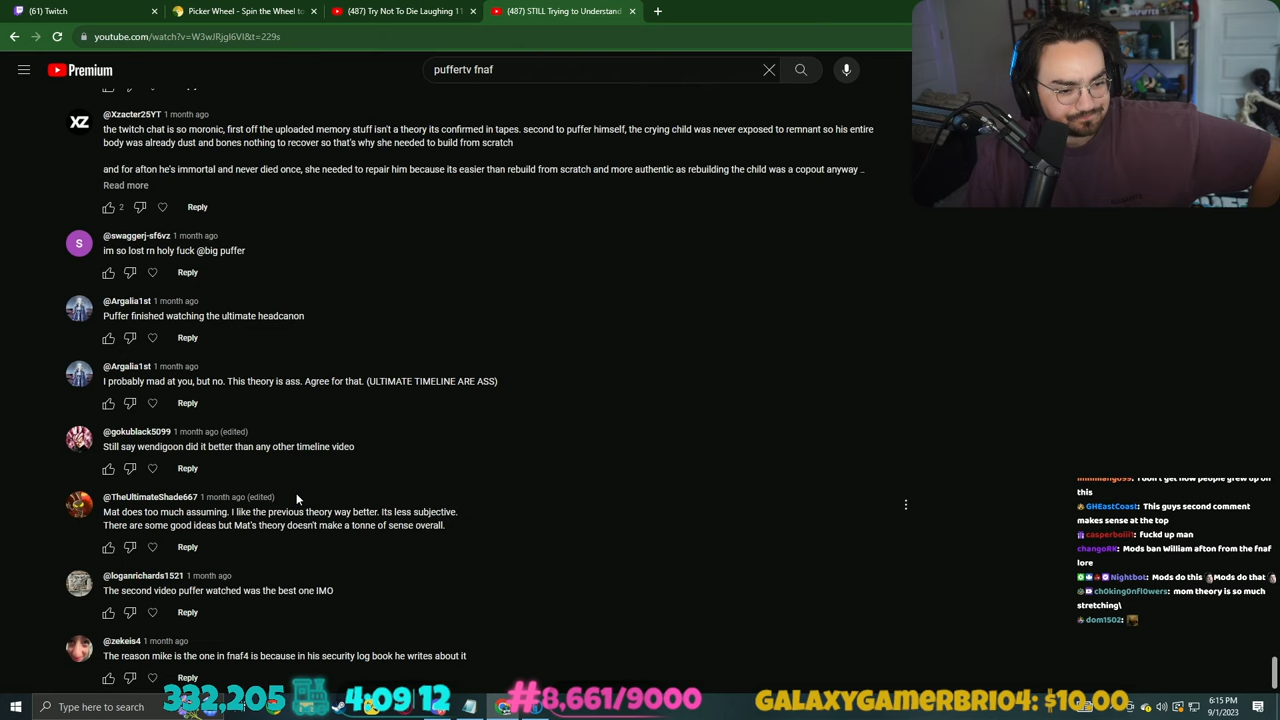 (61) Twitch
Picker Wheel - Spin the Wheel to
(487) Try Not To Die Laughing 11
(487) STILL Trying to Understand
youtube.com/watch?v=W3wJRjgI6VI&t=229s
Premium
puffertv fnaf
XZ
@Xzacter25YT 1 month ago
the twitch chat is so moronic, first off the uploaded memory stuff isn't a theory its confirmed in tapes. second to puffer himself, the crying child was never exposed to remnant so his entire
body was already dust and bones nothing to recover so that's why she needed to build from scratch
and for afton he's immortal and never died once, she needed to repair him because its easier than rebuild from scratch and more authentic as rebuilding the child was a copout anyway ..
Read more
2 Reply
S
@swaggerj-sf6vz 1 month ago
im so lost rn holy fuck @big puffer
Reply
@Argalia1st 1 month ago
Puffer finished watching the ultimate headcanon
Reply
@Argalia1st 1 month ago
I probably mad at you, but no. This theory is ass. Agree for that. (ULTIMATE TIMELINE ARE ASS)
Reply
@gokublack5099 1 month ago (edited)
Still say wendigoon did it better than any other timeline video
Reply
@TheUltimateShade667 1 month ago (edited)
Mat does too much assuming. I like the previous theory way better. Its less subjective.
There are some good ideas but Mat's theory doesn't make a tonne of sense overall.
Reply
@loganrichards1521 1 month ago
The second video puffer watched was the best one IMO
Reply
@zekeis4 1 month ago
The reason mike is the one in fnaf4 is because in his security log book he writes about it
Reply
I don't get how people grew up on
this
GHEastCoast: This guys second comment
makes sense at the top
casperboiii1: fuckd up man
changoRK: Mods ban William afton from the fnaf
lore
Nightbot: Mods do this Mods do that
ch0king0nfl0wers: mom theory is so much
stretching\
dom1502:
332,205 4:09:12 #8,661/9000 GALAXYGAMERBRI04: $10.00
Type here to search
6:15 PM
9/1/2023